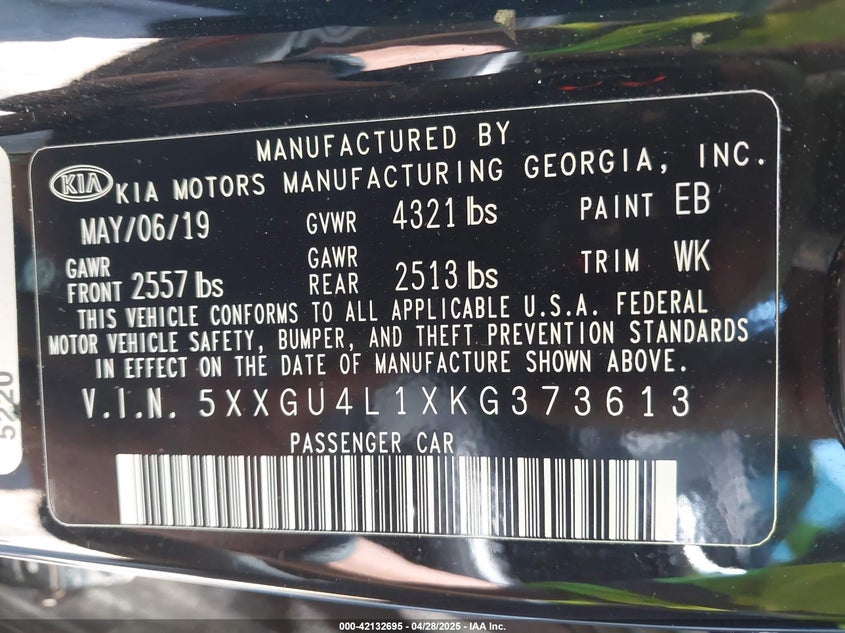 MANUFACTURED BY
KIA KIA MOTORS MANUFACTURING GEORGIA, INC.
MAY/06/19 GVWR 4321 lbs PAINT EB
GAWR FRONT 2557 lbs GAWR REAR 2513 lbs TRIM WK
THIS VEHICLE CONFORMS TO ALL APPLICABLE U.S.A. FEDERAL
MOTOR VEHICLE SAFETY, BUMPER, AND THEFT PREVENTION STANDARDS
IN EFFECT ON THE DATE OF MANUFACTURE SHOWN ABOVE.
V.I.N. 5XXGU4L1XKG373613
PASSENGER CAR
5220
000-42132695 - 04/28/2025 - IAA Inc.